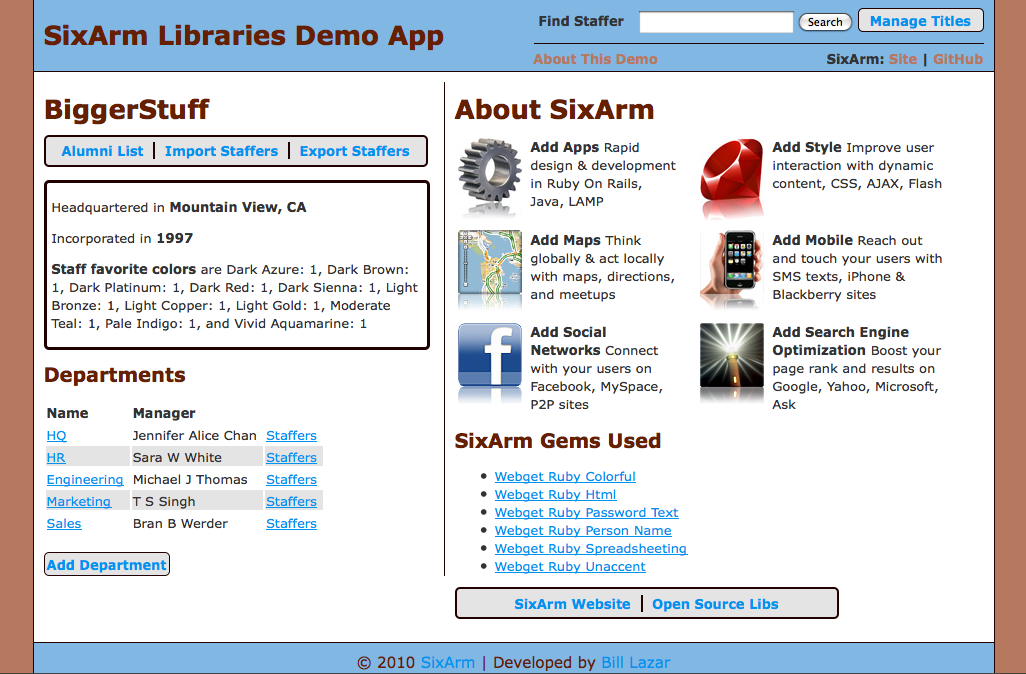 SixArm Libraries Demo App
Find Staffer
Search
Manage Titles
About This Demo
SixArm: Site | GitHub
BiggerStuff
Alumni List | Import Staffers | Export Staffers
Headquartered in Mountain View, CA
Incorporated in 1997
Staff favorite colors are Dark Azure: 1, Dark Brown:
1, Dark Platinum: 1, Dark Red: 1, Dark Sienna: 1, Light
Bronze: 1, Light Copper: 1, Light Gold: 1, Moderate
Teal: 1, Pale Indigo: 1, and Vivid Aquamarine: 1
Departments
Name Manager
HQ Jennifer Alice Chan Staffers
HR Sara W White Staffers
Engineering Michael J Thomas Staffers
Marketing T S Singh Staffers
Sales Bran B Werder Staffers
Add Department
About SixArm
Add Apps Rapid
design & development
in Ruby On Rails,
Java, LAMP
Add Style Improve user
interaction with dynamic
content, CSS, AJAX, Flash
Add Maps Think
globally & act locally
with maps, directions,
and meetups
Add Mobile Reach out
and touch your users with
SMS texts, iPhone &
Blackberry sites
f
Add Social
Networks Connect
with your users on
Facebook, MySpace,
P2P sites
Add Search Engine
Optimization Boost your
page rank and results on
Google, Yahoo, Microsoft,
Ask
SixArm Gems Used
Webget Ruby Colorful
Webget Ruby Html
Webget Ruby Password Text
Webget Ruby Person Name
Webget Ruby Spreadsheeting
Webget Ruby Unaccent
SixArm Website | Open Source Libs
© 2010 SixArm | Developed by Bill Lazar